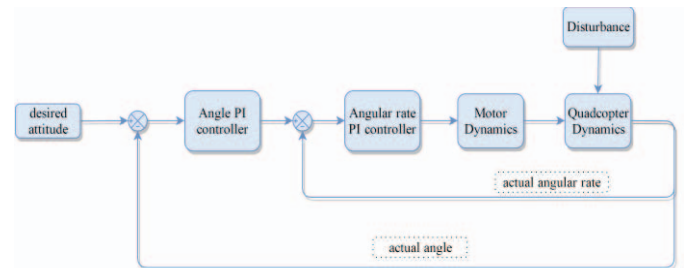 Disturbance
desired
attitude
Angle PI
controller
Angular rate
PI controller
Motor
Dynamics
Quadcopter
Dynamics
actual angular rate
actual angle